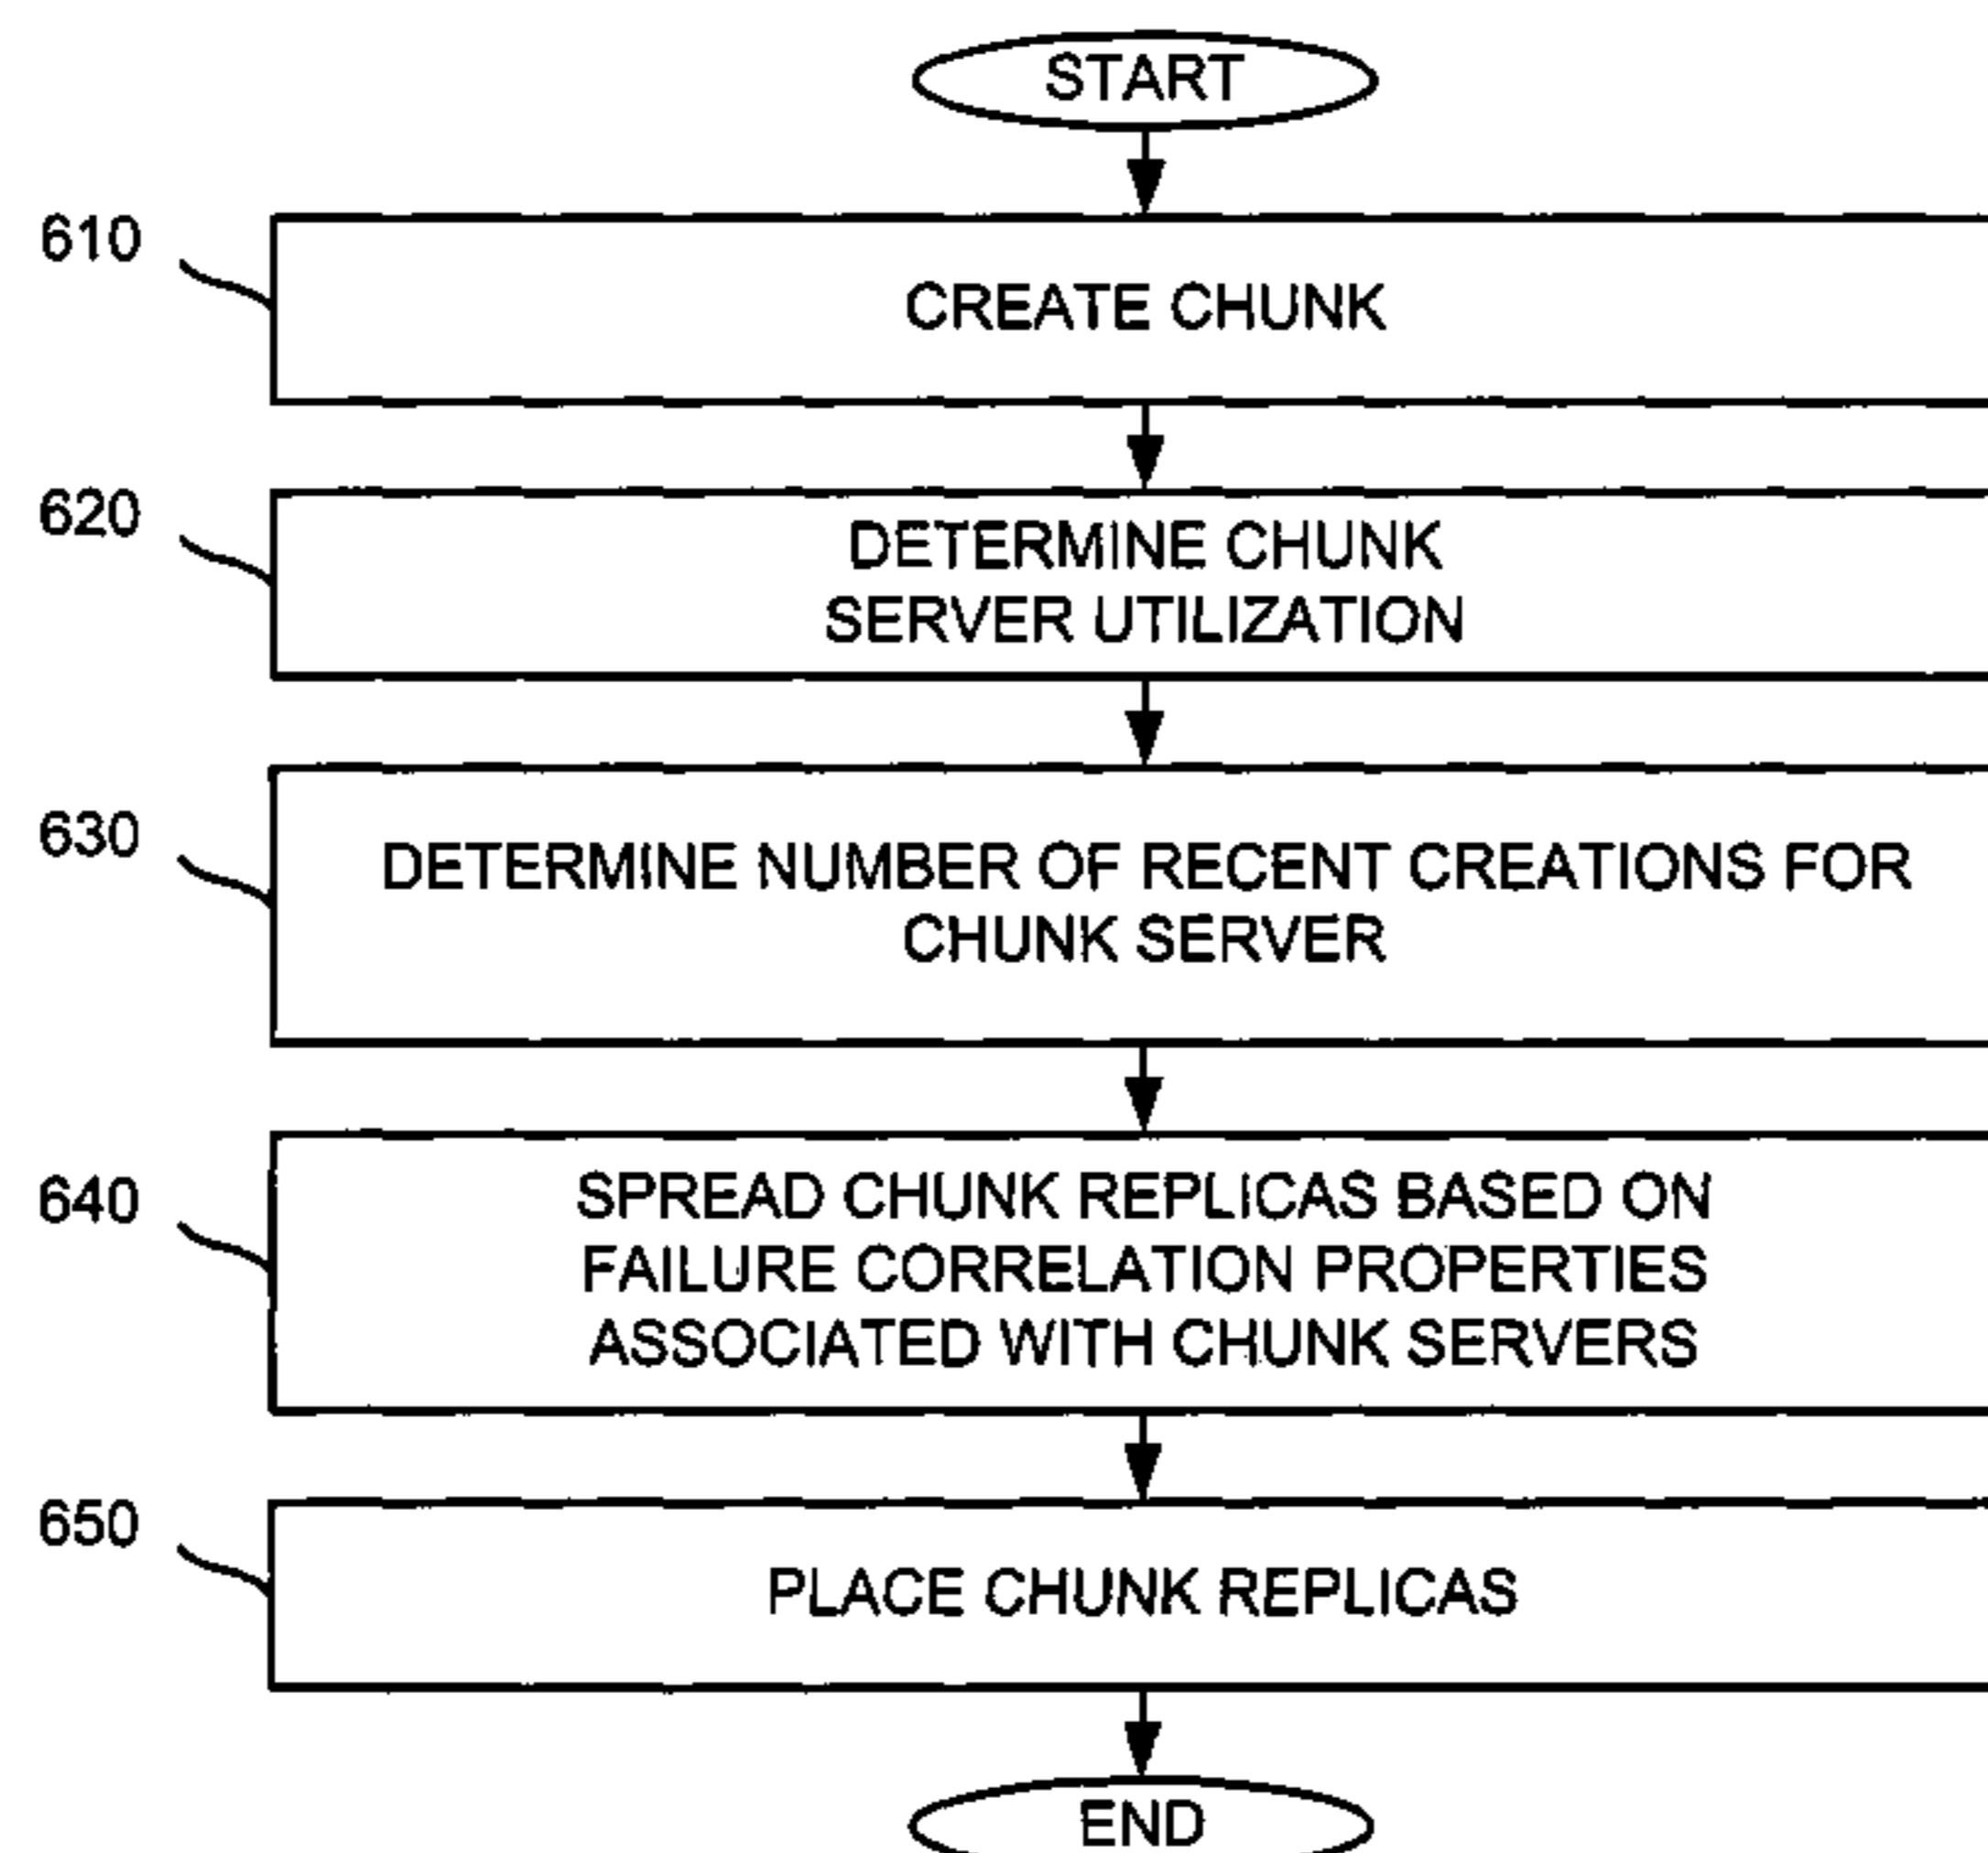 START
610
CREATE CHUNK
620
DETERMINE CHUNK
SERVER UTILIZATION
630
DETERMINE NUMBER OF RECENT CREATIONS FOR
CHUNK SERVER
640
SPREAD CHUNK REPLICAS BASED ON
FAILURE CORRELATION PROPERTIES
ASSOCIATED WITH CHUNK SERVERS
650
PLACE CHUNK REPLICAS
END